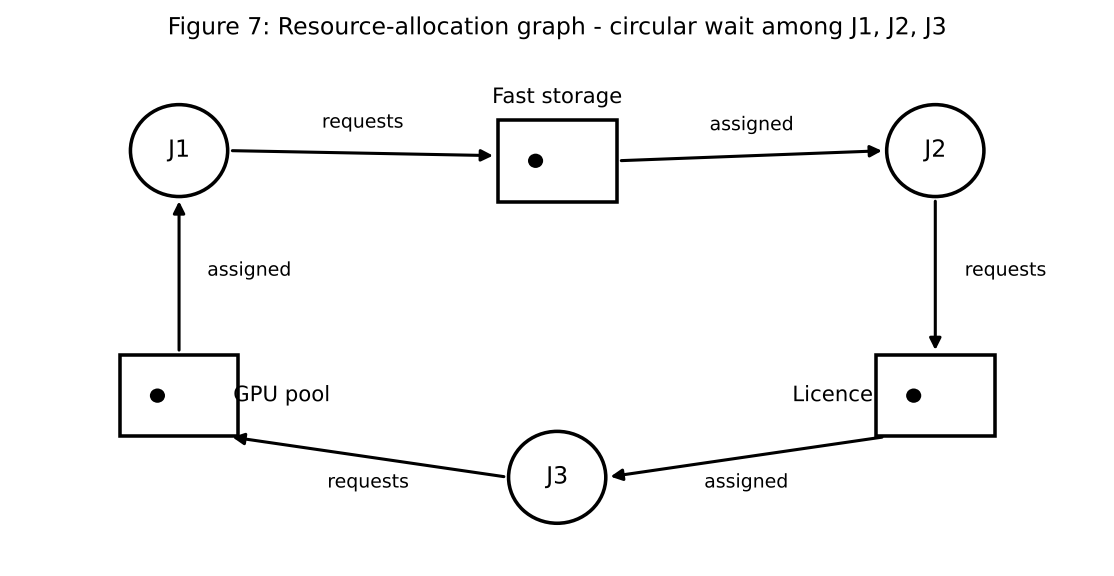 Figure 7: Resource-allocation graph - circular wait among J1, J2, J3
Fast storage
requests
assigned
J1
J2
assigned
requests
GPU pool
Licence
J3
requests
assigned